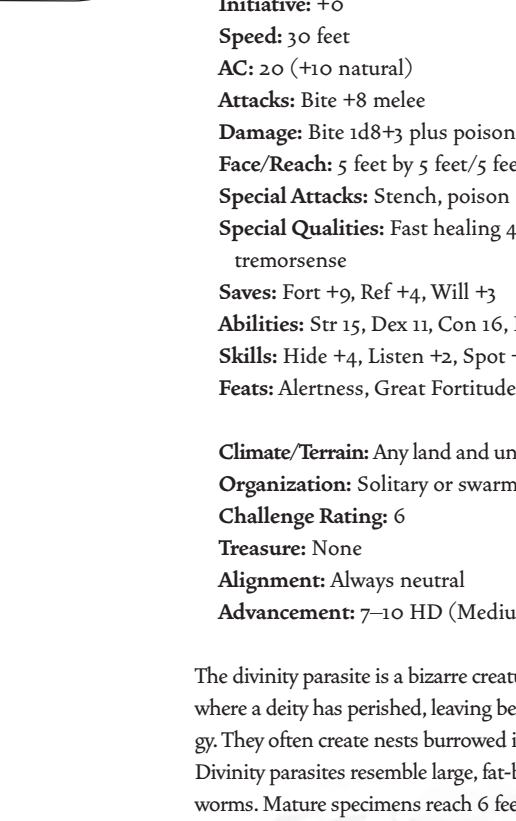 Initiative: +0
Speed: 30 feet
AC: 20 (+10 natural)
Attacks: Bite +8 melee
Damage: Bite 1d8+3 plus poison
Face/Reach: 5 feet by 5 feet/5 fee
Special Attacks: Stench, poison
Special Qualities: Fast healing 4
tremorsense
Saves: Fort +9, Ref +4, Will +3
Abilities: Str 15, Dex 11, Con 16,
Skills: Hide +4, Listen +2, Spot
Feats: Alertness, Great Fortitude
Climate/Terrain: Any land and un
Organization: Solitary or swarm
Challenge Rating: 6
Treasure: None
Alignment: Always neutral
Advancement: 7–10 HD (Mediu
The divinity parasite is a bizarre creat
where a deity has perished, leaving be
gy. They often create nests burrowed i
Divinity parasites resemble large, fat-b
worms. Mature specimens reach 6 fee